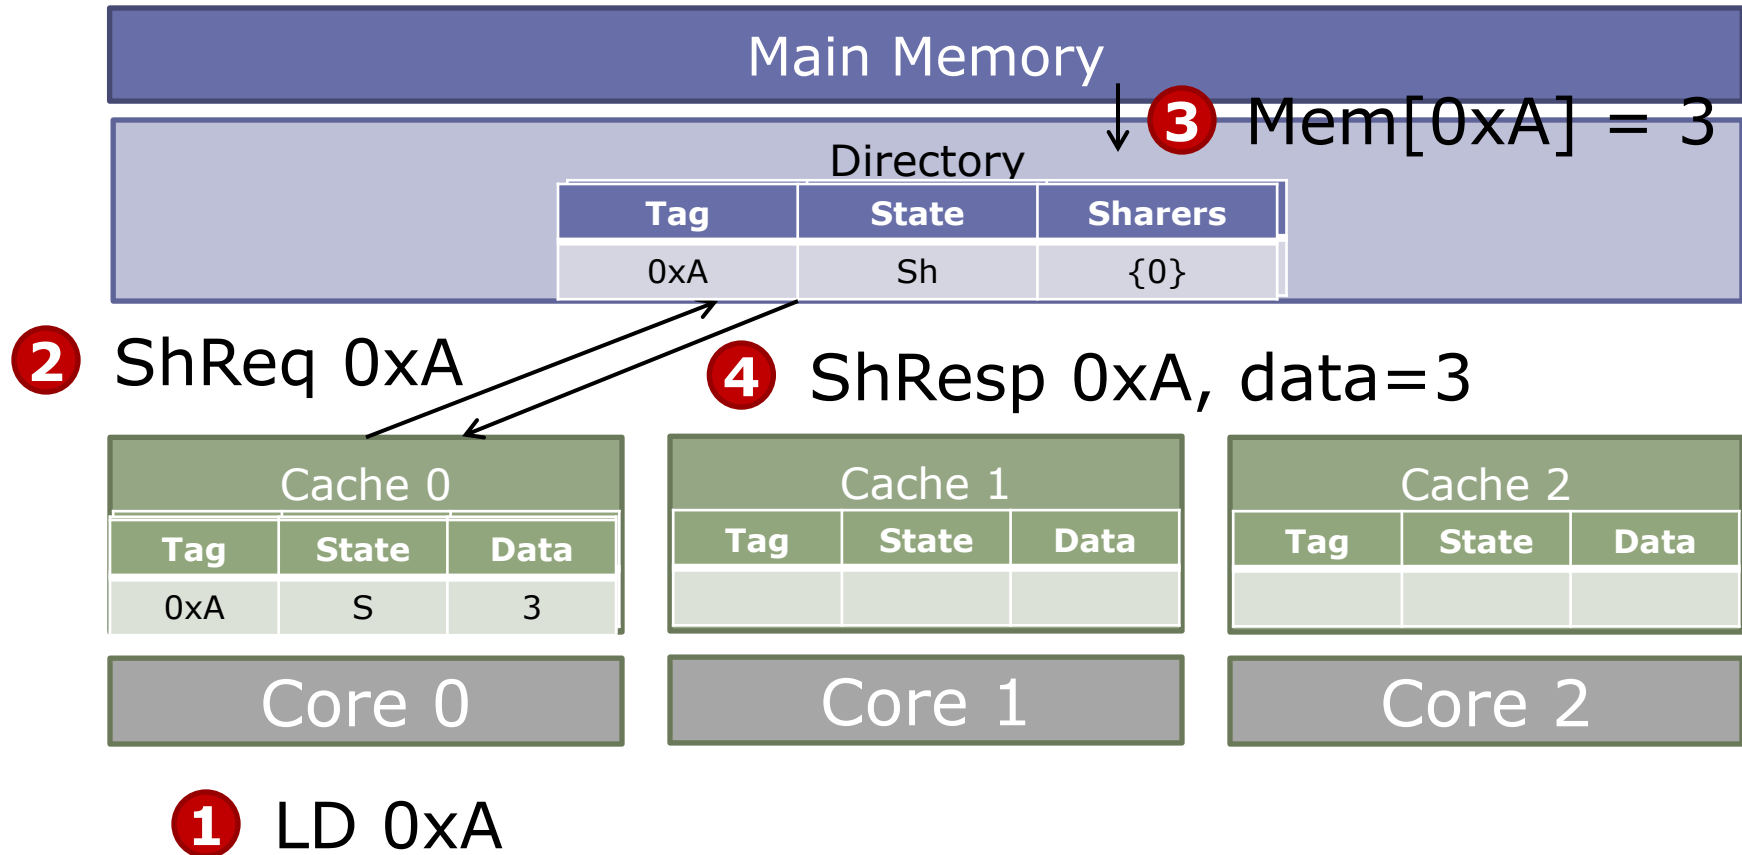 Main Memory
3 Mem[0xA] = 3
Directory
Tag State Sharers
0xA Sh {0}
2 ShReq 0xA
4 ShResp 0xA, data=3
Cache 0
Tag State Data
0xA S 3
Core 0
Cache 1
Tag State Data
Core 1
Cache 2
Tag State Data
Core 2
1 LD 0xA